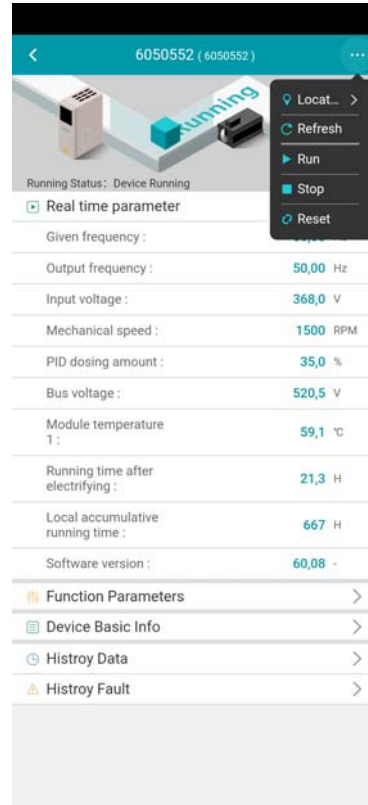 6050552 ( 6050552 )
Running
Locat...
Refresh
Run
Stop
Reset
Running Status: Device Running
Real time parameter
Given frequency :
Output frequency : 50,00 Hz
Input voltage : 368,0 V
Mechanical speed : 1500 RPM
PID dosing amount : 35,0 %
Bus voltage : 520,5 V
Module temperature
1 : 59,1 ℃
Running time after
electrifying : 21,3 H
Local accumulative
running time : 667 H
Software version : 60,08 -
Function Parameters
Device Basic Info
Histroy Data
Histroy Fault